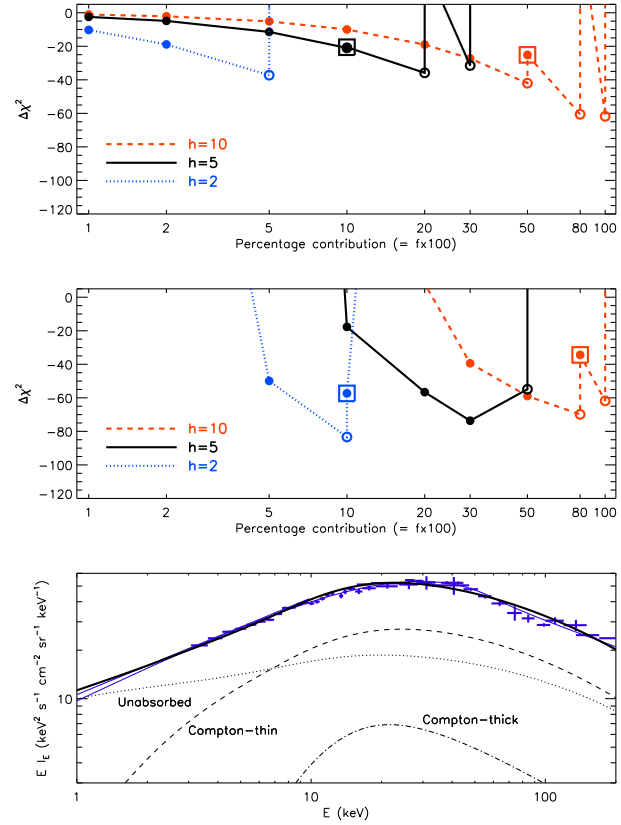 0
−20
−40
−60
−80
−100
−120
Δχ²
h=10
h=5
h=2
1 2 5 10 20 30 50 80 100
Percentage contribution (= fx100)
0
−20
−40
−60
−80
−100
−120
Δχ²
h=10
h=5
h=2
1 2 5 10 20 30 50 80 100
Percentage contribution (= fx100)
E I_E (keV² s⁻¹ cm⁻² sr⁻¹ keV⁻¹)
10
Unabsorbed
Compton−thin
Compton−thick
1 10 100
E (keV)